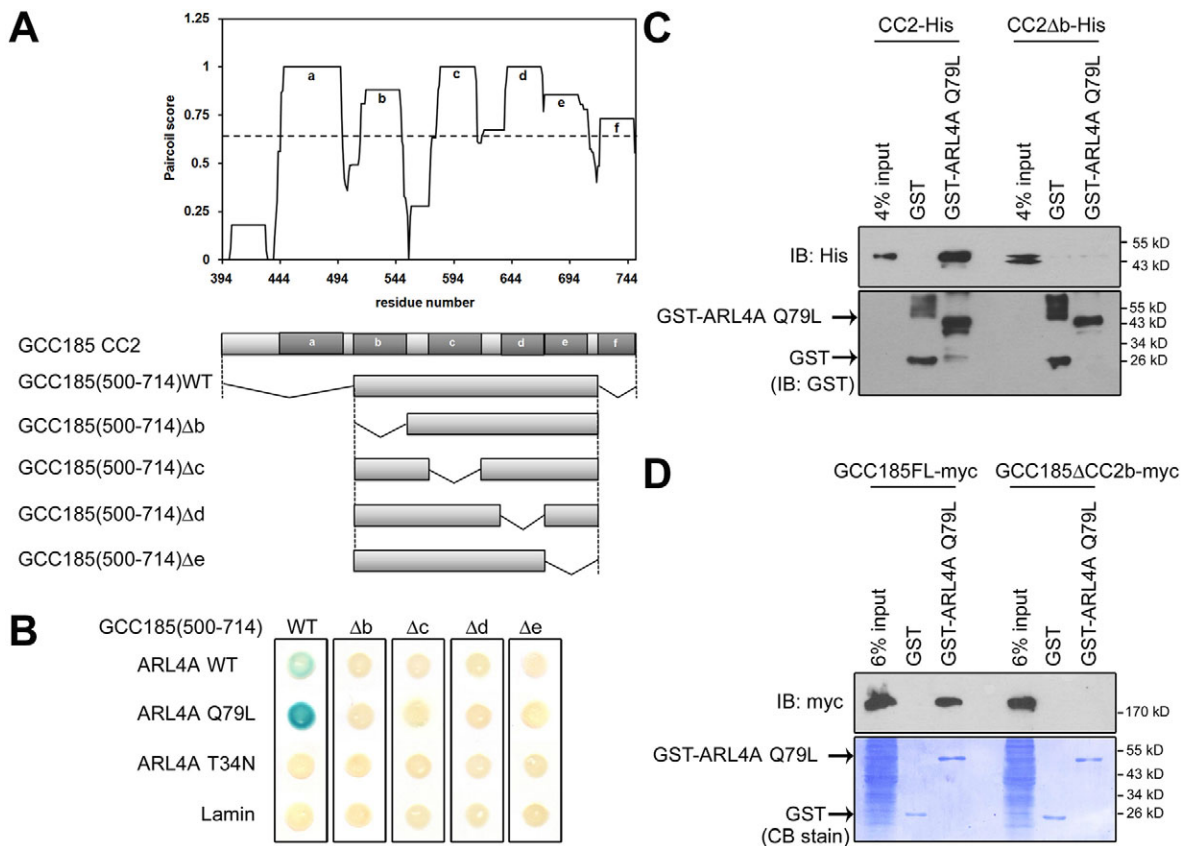 A
1.25
1
0.75
0.5
0.25
0
Paircoil score
a
b
c
d
e
f
394 444 494 544 594 644 694 744
residue number
GCC185 CC2
a b c d e f
GCC185(500-714)WT
GCC185(500-714)Δb
GCC185(500-714)Δc
GCC185(500-714)Δd
GCC185(500-714)Δe
B
GCC185(500-714) WT Δb Δc Δd Δe
ARL4A WT
ARL4A Q79L
ARL4A T34N
Lamin
C
CC2-His CC2Δb-His
4% input GST GST-ARL4A Q79L 4% input GST GST-ARL4A Q79L
IB: His
55 kD
43 kD
GST-ARL4A Q79L
GST
(IB: GST)
55 kD
43 kD
34 kD
26 kD
D
GCC185FL-myc GCC185ΔCC2b-myc
6% input GST GST-ARL4A Q79L 6% input GST GST-ARL4A Q79L
IB: myc
170 kD
GST-ARL4A Q79L
GST
(CB stain)
55 kD
43 kD
34 kD
26 kD